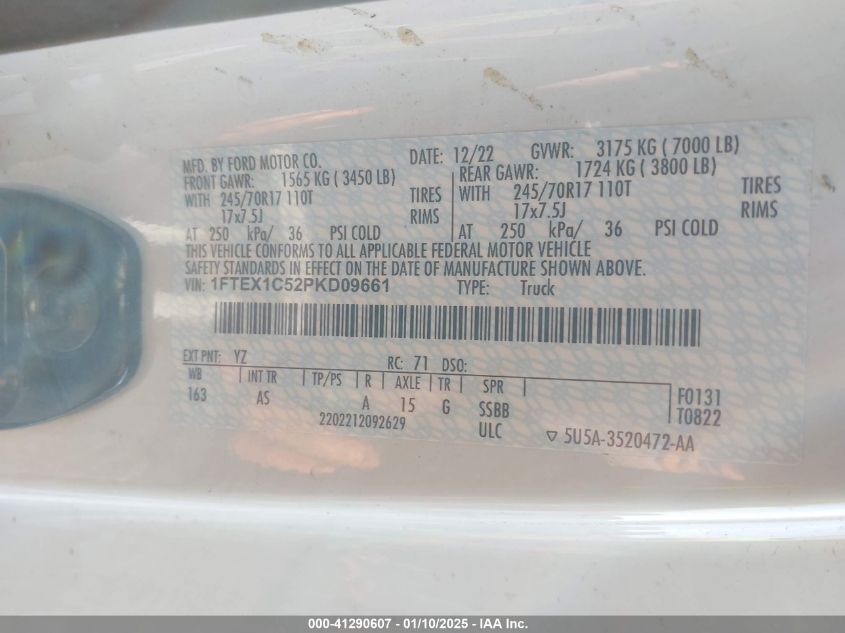 MFD. BY FORD MOTOR CO. DATE: 12/22 GVWR: 3175 KG ( 7000 LB)
FRONT GAWR: 1565 KG ( 3450 LB) REAR GAWR: 1724 KG ( 3800 LB)
WITH 245/70R17 110T TIRES WITH 245/70R17 110T TIRES
17x7.5J RIMS 17x7.5J RIMS
AT 250 kPa/ 36 PSI COLD AT 250 kPa/ 36 PSI COLD
THIS VEHICLE CONFORMS TO ALL APPLICABLE FEDERAL MOTOR VEHICLE
SAFETY STANDARDS IN EFFECT ON THE DATE OF MANUFACTURE SHOWN ABOVE.
VIN: 1FTEX1C52PKD09661 TYPE: Truck
EXT PNT: YZ RC: 71 DSO:
WB INT TR TP/PS R AXLE TR SPR
163 AS A 15 G SSBB F0131
2202212092629 ULC T0822
▽ 5U5A-3520472-AA
000-41290607 - 01/10/2025 - IAA Inc.